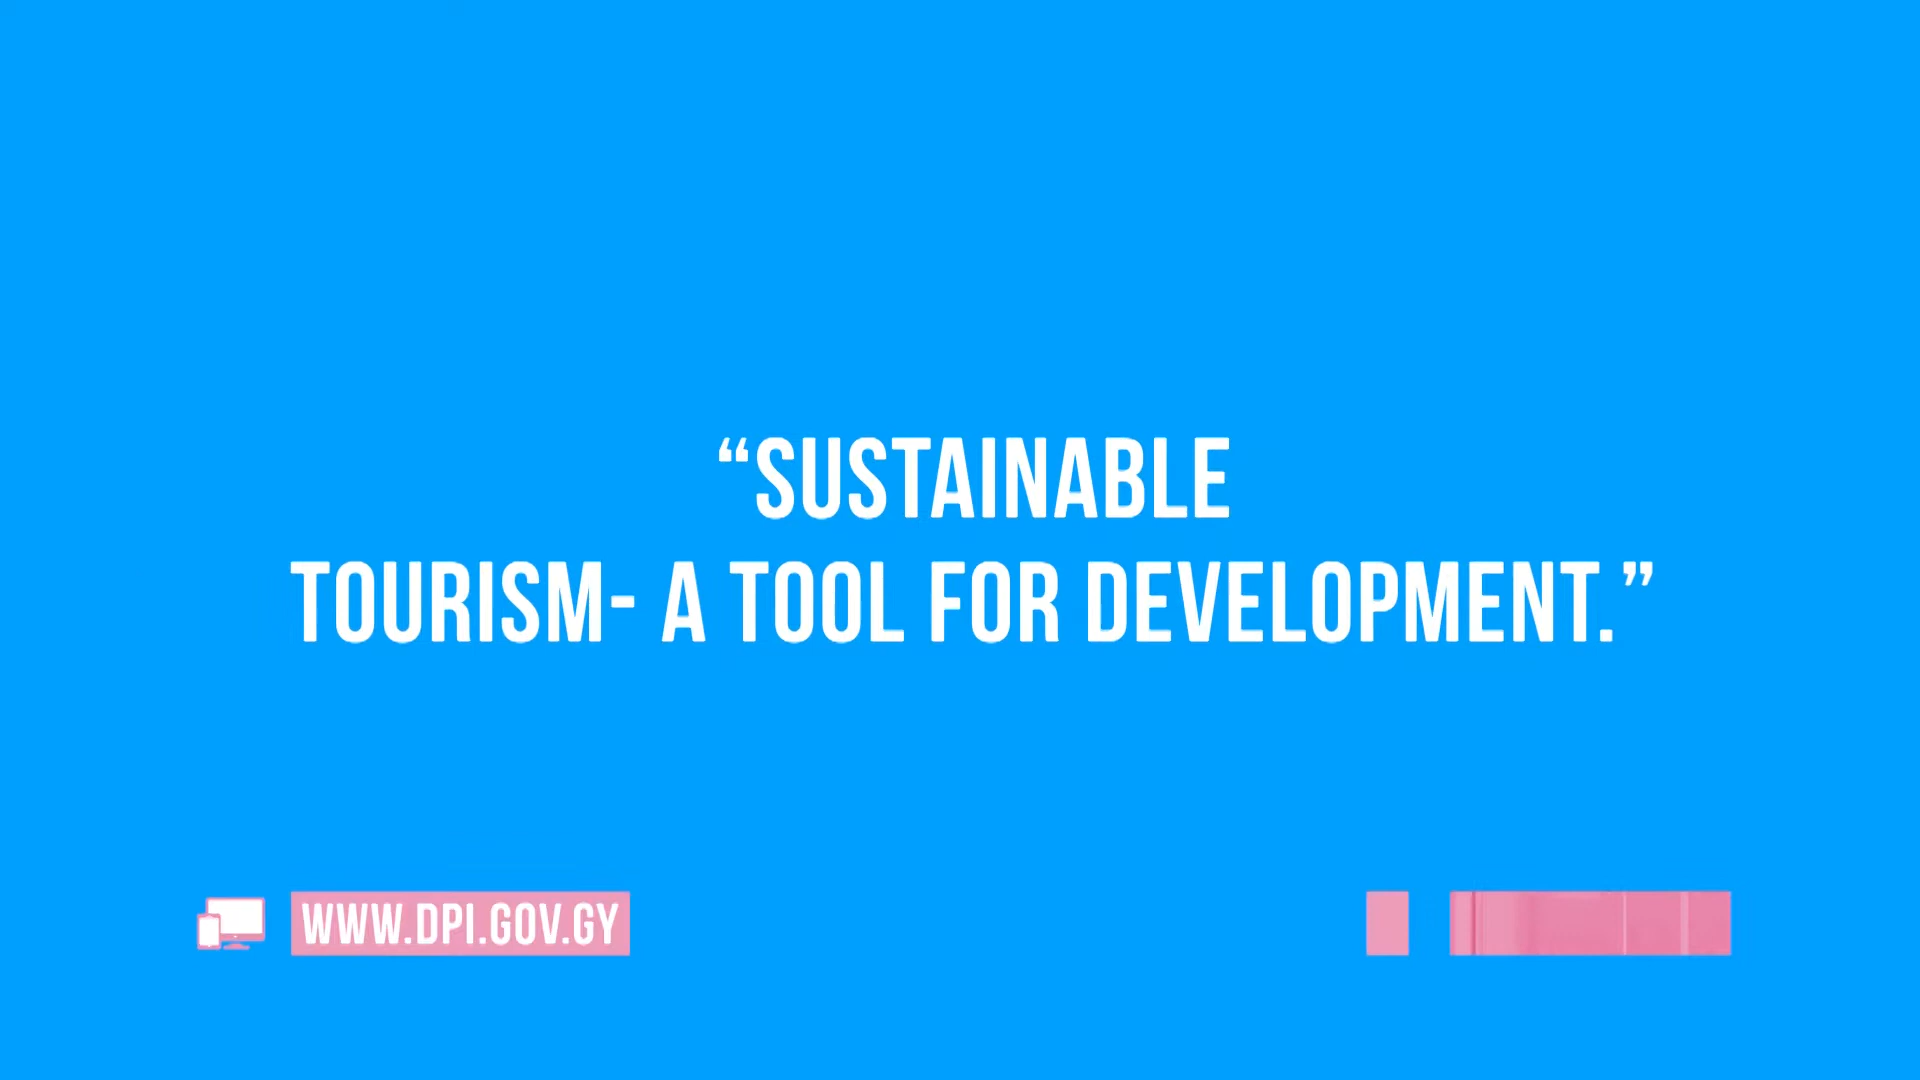 “SUSTAINABLE
TOURISM- A TOOL FOR DEVELOPMENT.”
WWW.DPI.GOV.GY